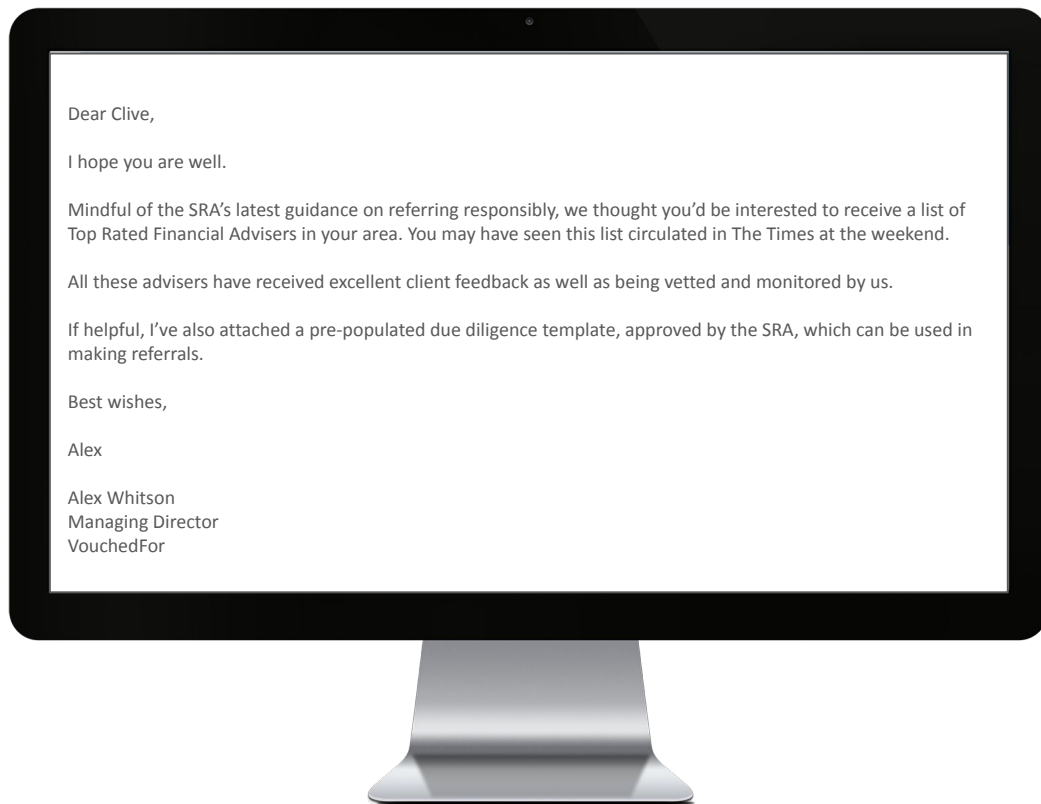 Dear Clive,
I hope you are well.
Mindful of the SRA’s latest guidance on referring responsibly, we thought you’d be interested to receive a list of
Top Rated Financial Advisers in your area. You may have seen this list circulated in The Times at the weekend.
All these advisers have received excellent client feedback as well as being vetted and monitored by us.
If helpful, I’ve also attached a pre-populated due diligence template, approved by the SRA, which can be used in
making referrals.
Best wishes,
Alex
Alex Whitson
Managing Director
VouchedFor